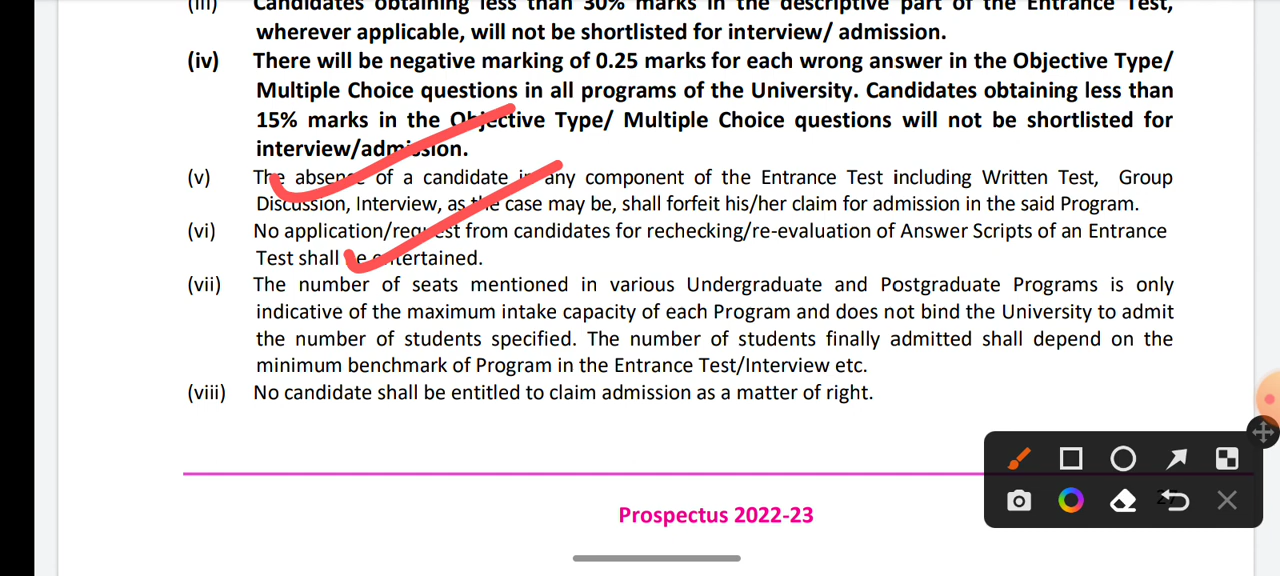 (iii) Candidates obtaining less than 30% marks in the descriptive part of the Entrance Test,
wherever applicable, will not be shortlisted for interview/ admission.
(iv) There will be negative marking of 0.25 marks for each wrong answer in the Objective Type/
Multiple Choice questions in all programs of the University. Candidates obtaining less than
15% marks in the Objective Type/ Multiple Choice questions will not be shortlisted for
interview/admission.
(v) The absence of a candidate in any component of the Entrance Test including Written Test, Group
Discussion, Interview, as the case may be, shall forfeit his/her claim for admission in the said Program.
(vi) No application/request from candidates for rechecking/re-evaluation of Answer Scripts of an Entrance
Test shall be entertained.
(vii) The number of seats mentioned in various Undergraduate and Postgraduate Programs is only
indicative of the maximum intake capacity of each Program and does not bind the University to admit
the number of students specified. The number of students finally admitted shall depend on the
minimum benchmark of Program in the Entrance Test/Interview etc.
(viii) No candidate shall be entitled to claim admission as a matter of right.
Prospectus 2022-23